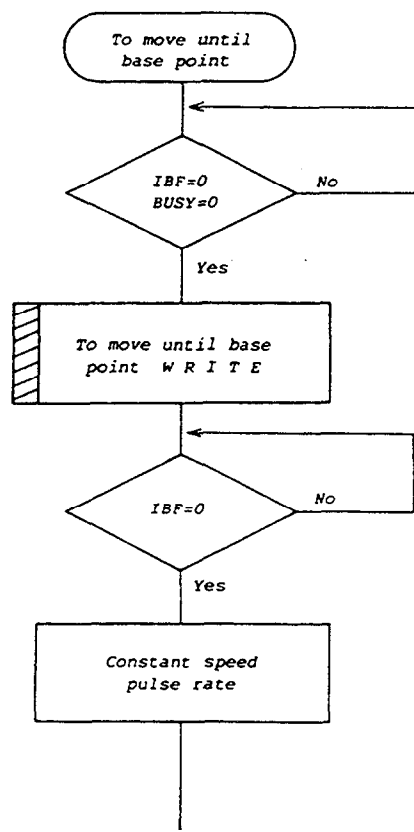 To move until
base point
IBF=0
BUSY=0
No
Yes
To move until base
point W R I T E
IBF=0
No
Yes
Constant speed
pulse rate